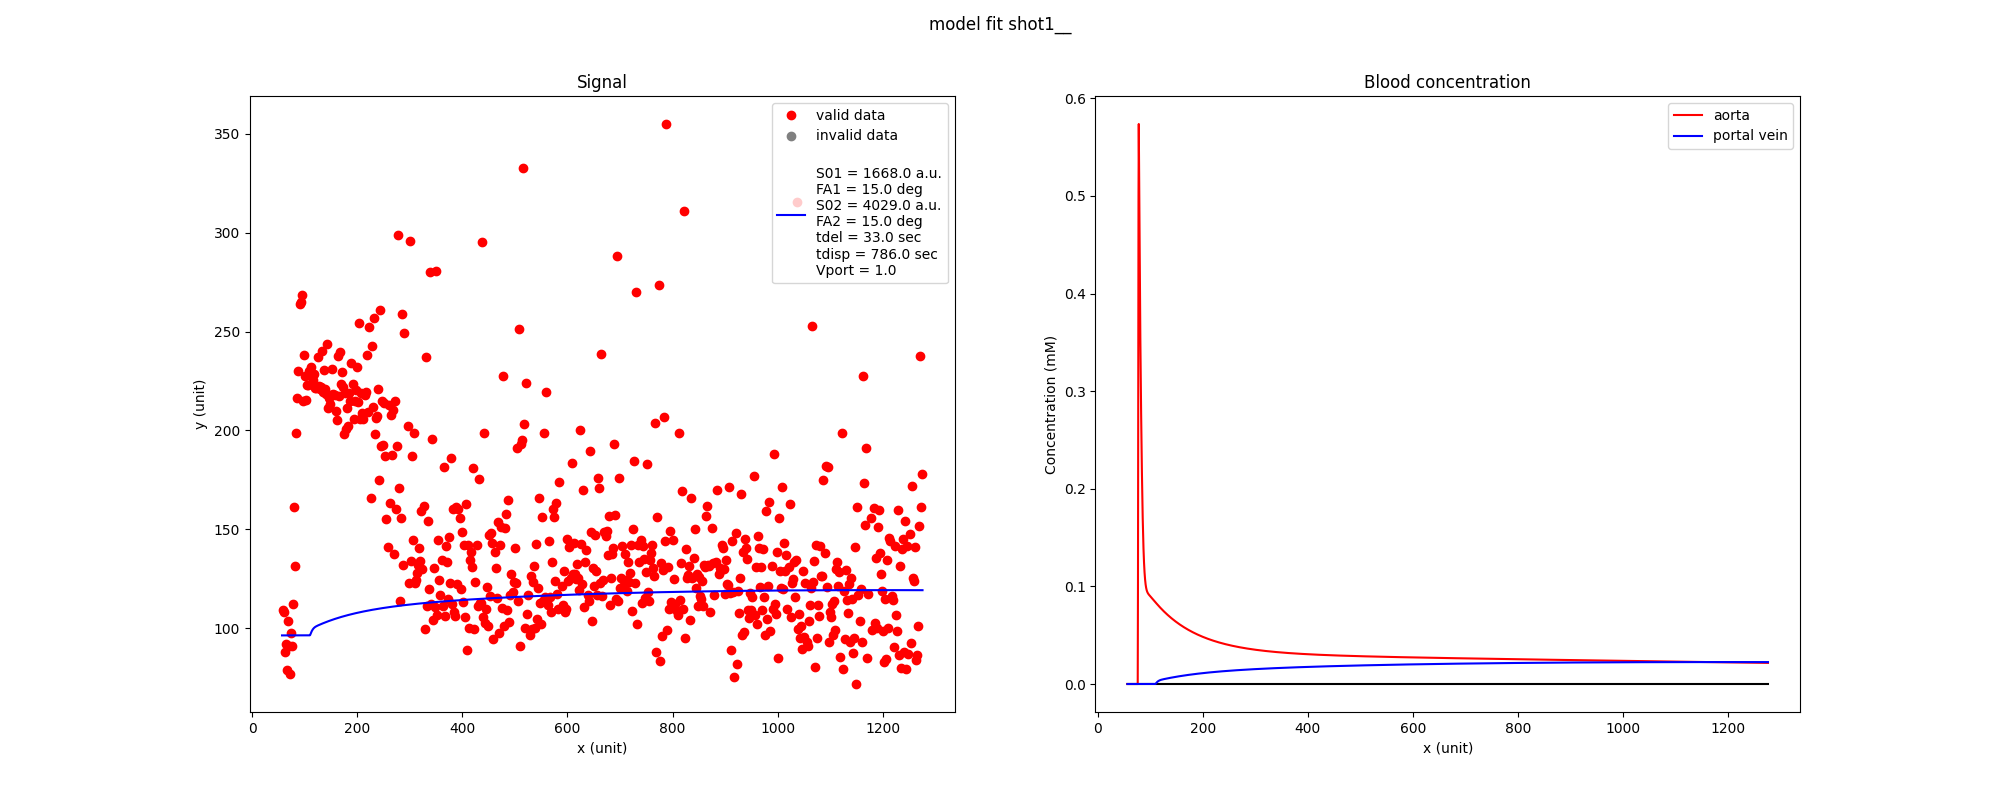 model fit shot1__
Signal
Blood concentration
y (unit)
350
300
250
200
150
100
0
200
400
600
800
1000
1200
x (unit)
valid data
invalid data
S01 = 1668.0 a.u.
FA1 = 15.0 deg
S02 = 4029.0 a.u.
FA2 = 15.0 deg
tdel = 33.0 sec
tdisp = 786.0 sec
Vport = 1.0
Concentration (mM)
0.6
0.5
0.4
0.3
0.2
0.1
0.0
0
200
400
600
800
1000
1200
x (unit)
aorta
portal vein